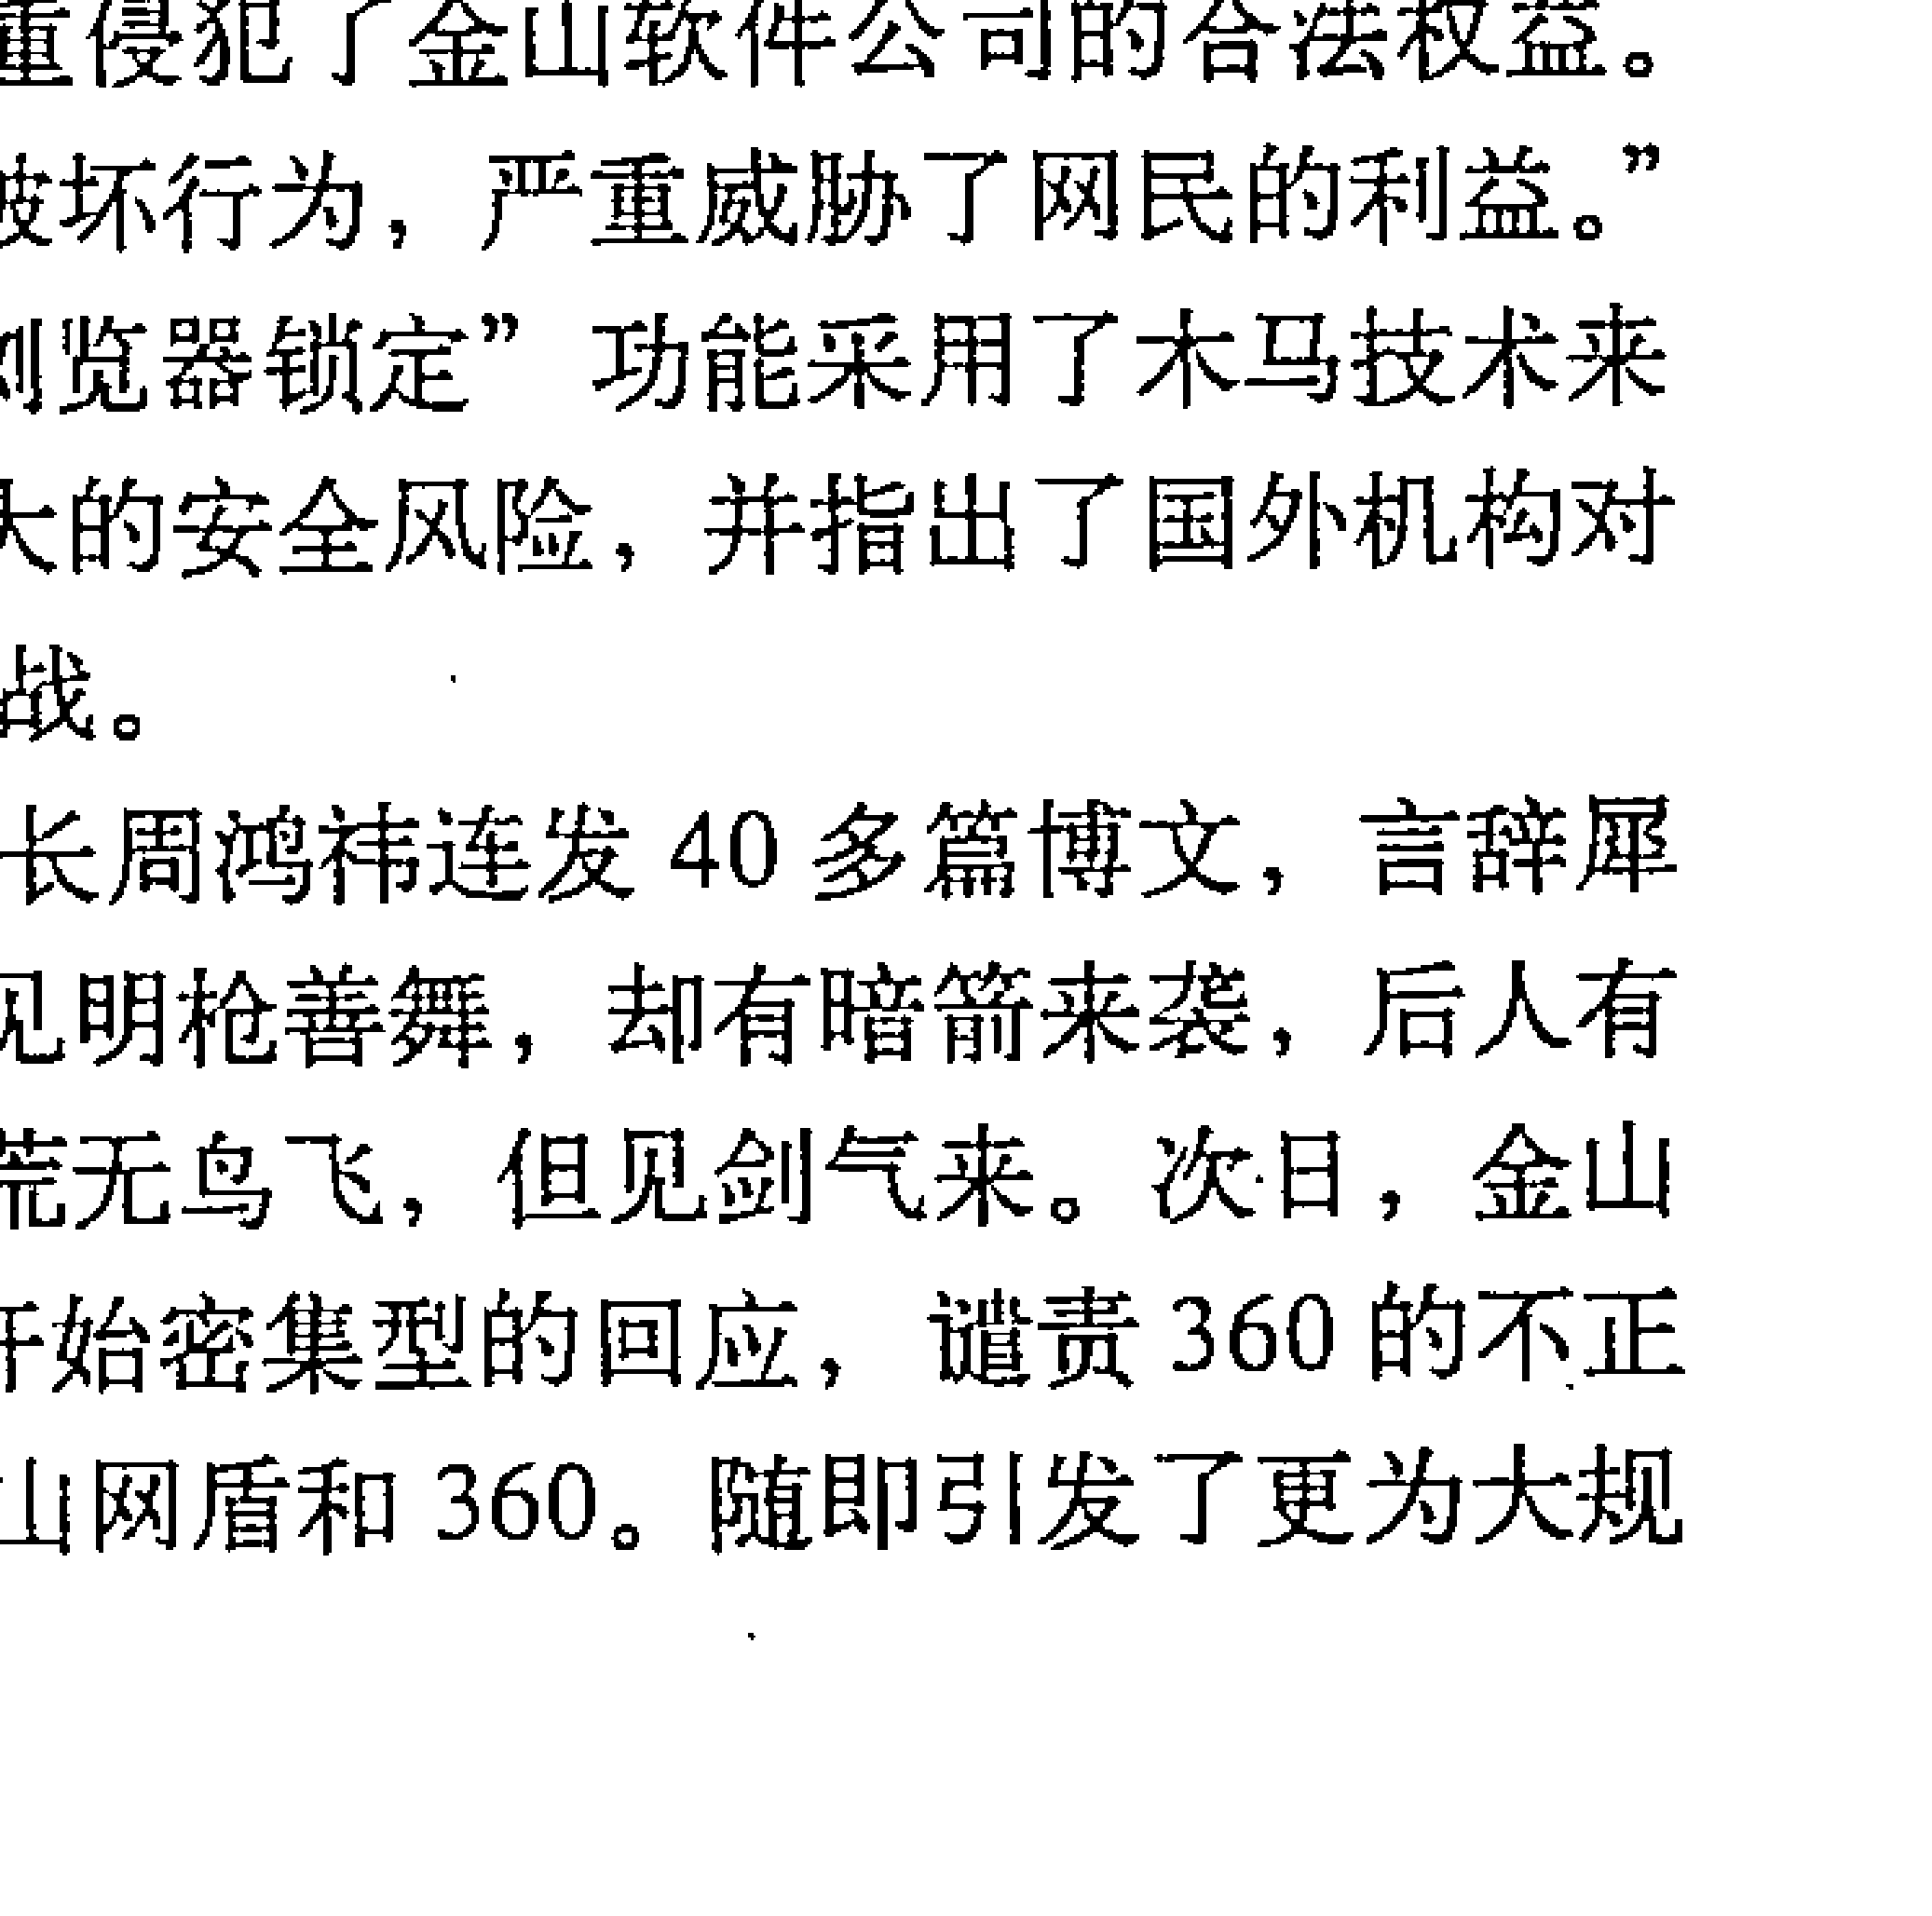 重侵犯了金山软件公司的合法权益。
破坏行为，严重威胁了网民的利益。”
浏览器锁定”功能采用了木马技术来
大的安全风险，并指出了国外机构对
战。
长周鸿祎连发 40 多篇博文，言辞犀
见明枪善舞，却有暗箭来袭，后人有
荒无鸟飞，但见剑气来。次日，金山
开始密集型的回应，谴责 360 的不正
山网盾和 360。随即引发了更为大规